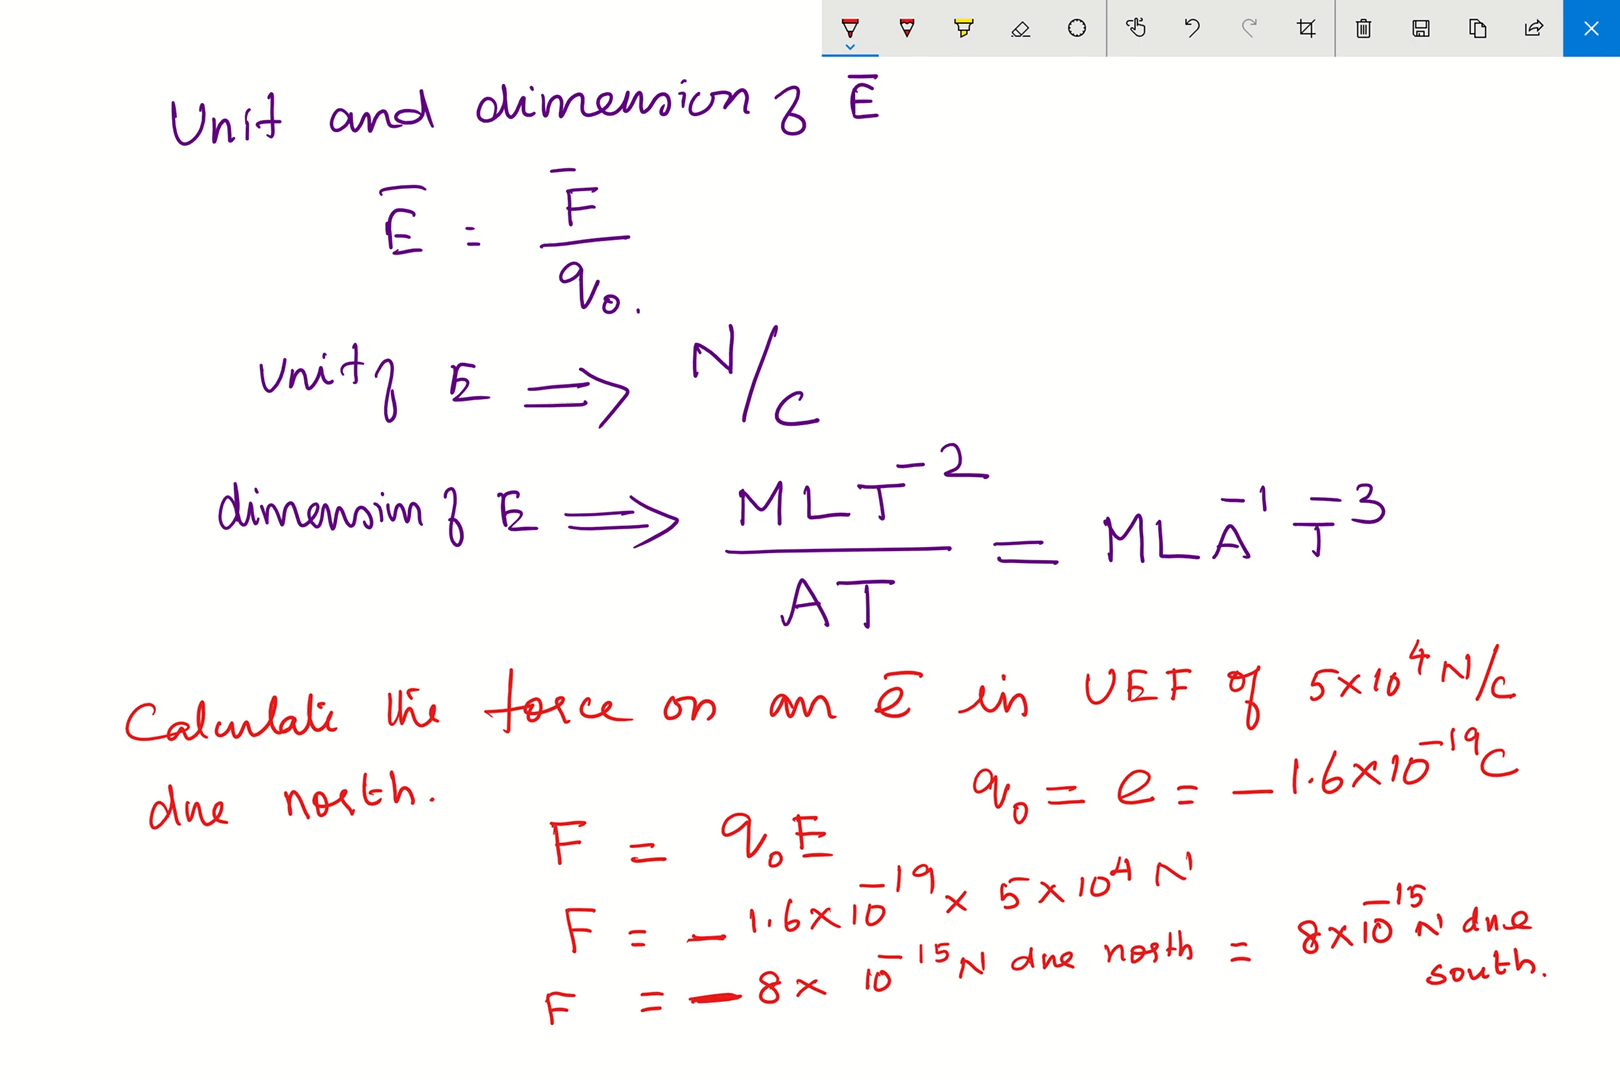 Unit and dimension of E̅
E̅ = F̅ / q₀.
Unit of E ⟹ N/C
dimension of E ⟹ MLT⁻² / AT = MLA⁻¹T⁻³
Calculate the force on an e̅ in UEF of 5×10⁴ N/C
due north.
q₀ = e = −1.6×10⁻¹⁹C
F = q₀E
F = −1.6×10⁻¹⁹ × 5×10⁴ N
F = −8× 10⁻¹⁵N due north = 8×10⁻¹⁵N due
south.